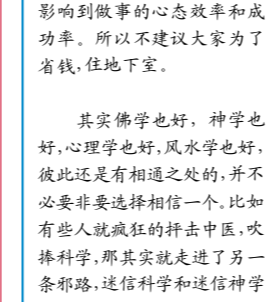 影响到做事的心态效率和成
功率。所以不建议大家为了
省钱，住地下室。
其实佛学也好，神学也
好，心理学也好，风水学也好，
彼此还是有相通之处的，并不
必要非要选择相信一个。比如
有些人就疯狂的抨击中医，吹
捧科学，那其实就走进了另一
条邪路，迷信科学和迷信神学